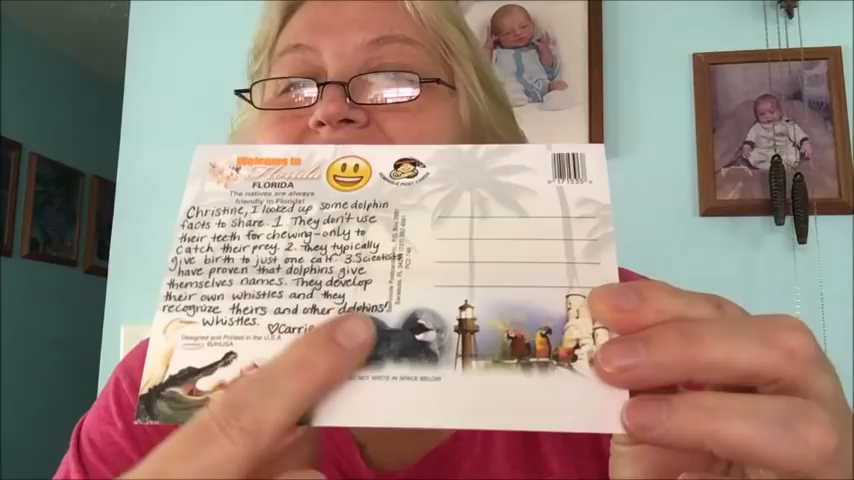 Welcome to
Florida
FLORIDA
The natives are always
friendly in Florida!
Christine, I looked up some dolphin
facts to share. 1. They don't use
their teeth for chewing-only to
catch their prey. 2. They typically
give birth to just one calf. 3. Scientists
have proven that dolphins give
themselves names. They develop
their own whistles and they
recognize theirs and other dolphins'
whistles. ♡Carrie
Designed and Printed in the U.S.A.
NOT WRITE IN SPACE BELOW